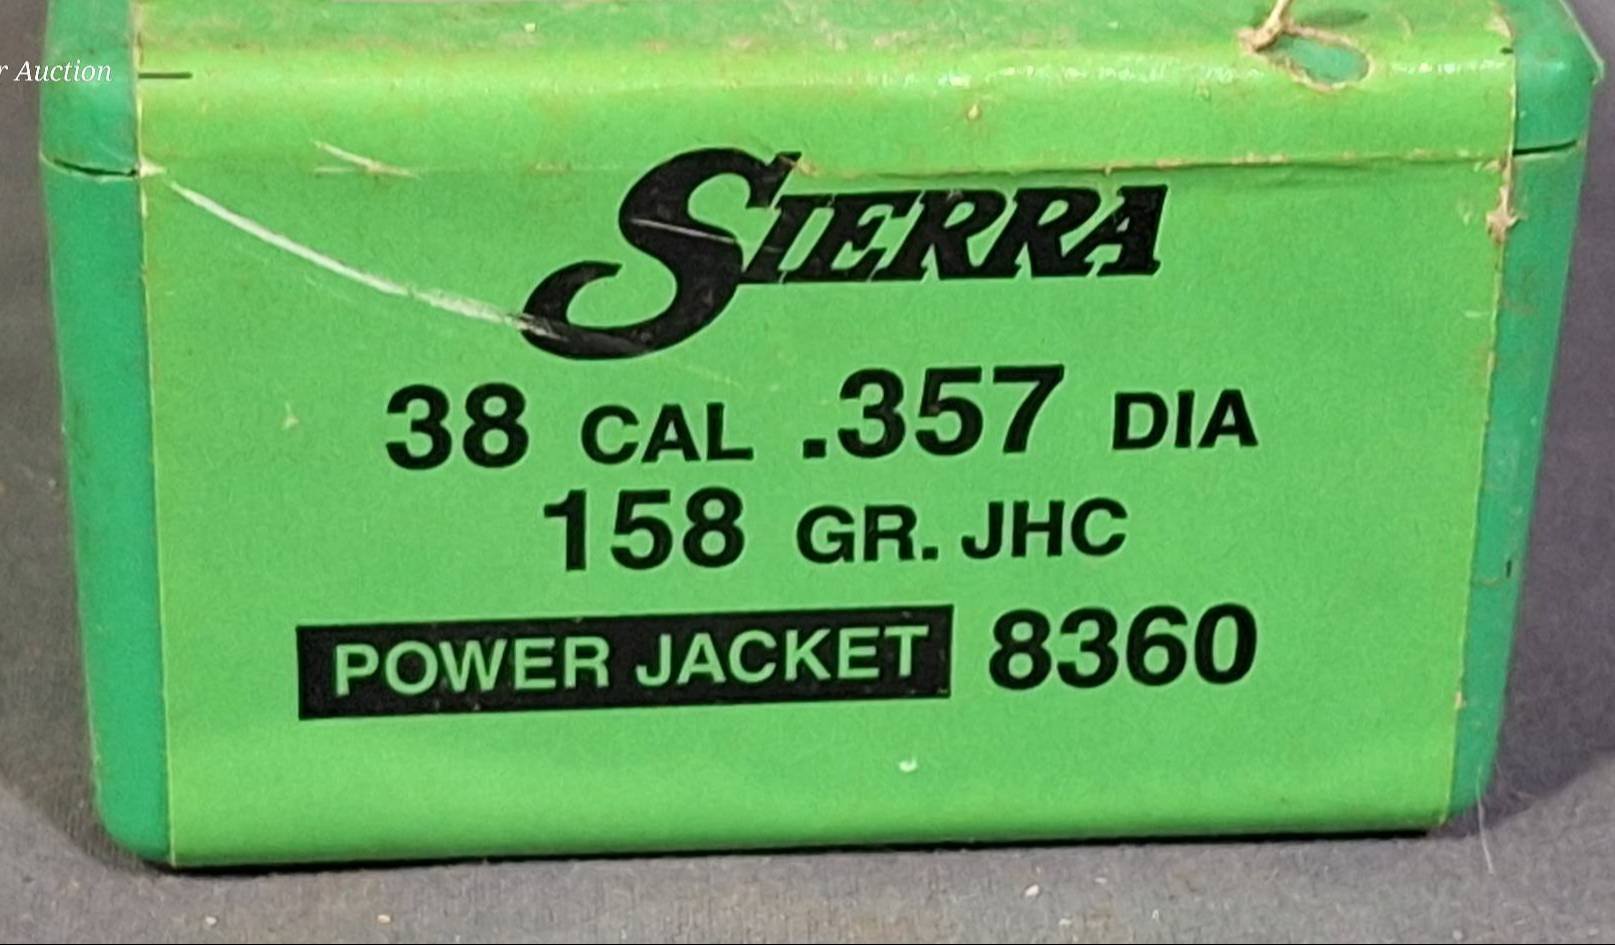 r Auction
SIERRA
38 CAL .357 DIA
158 GR. JHC
POWER JACKET 8360